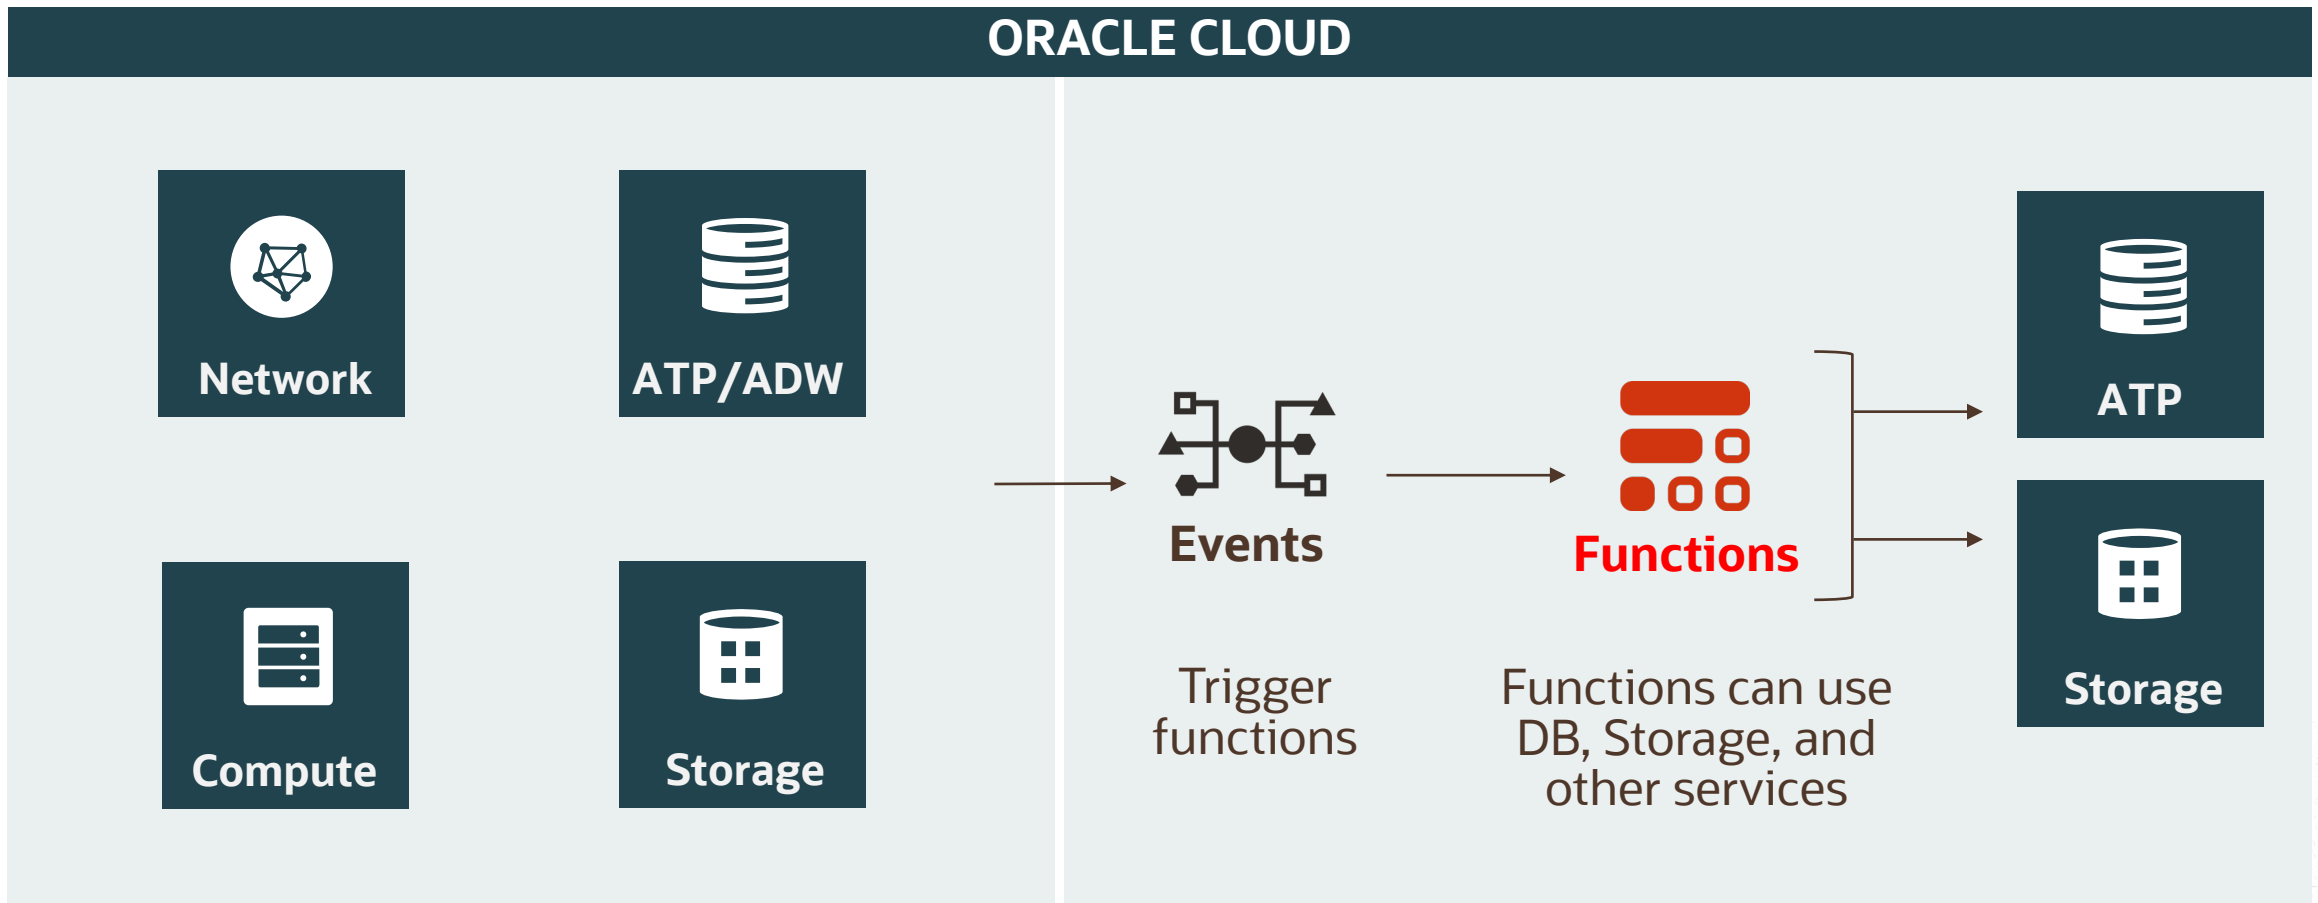 ORACLE CLOUD
Network
ATP/ADW
Compute
Storage
Events
Trigger
functions
Functions
Functions can use
DB, Storage, and
other services
ATP
Storage